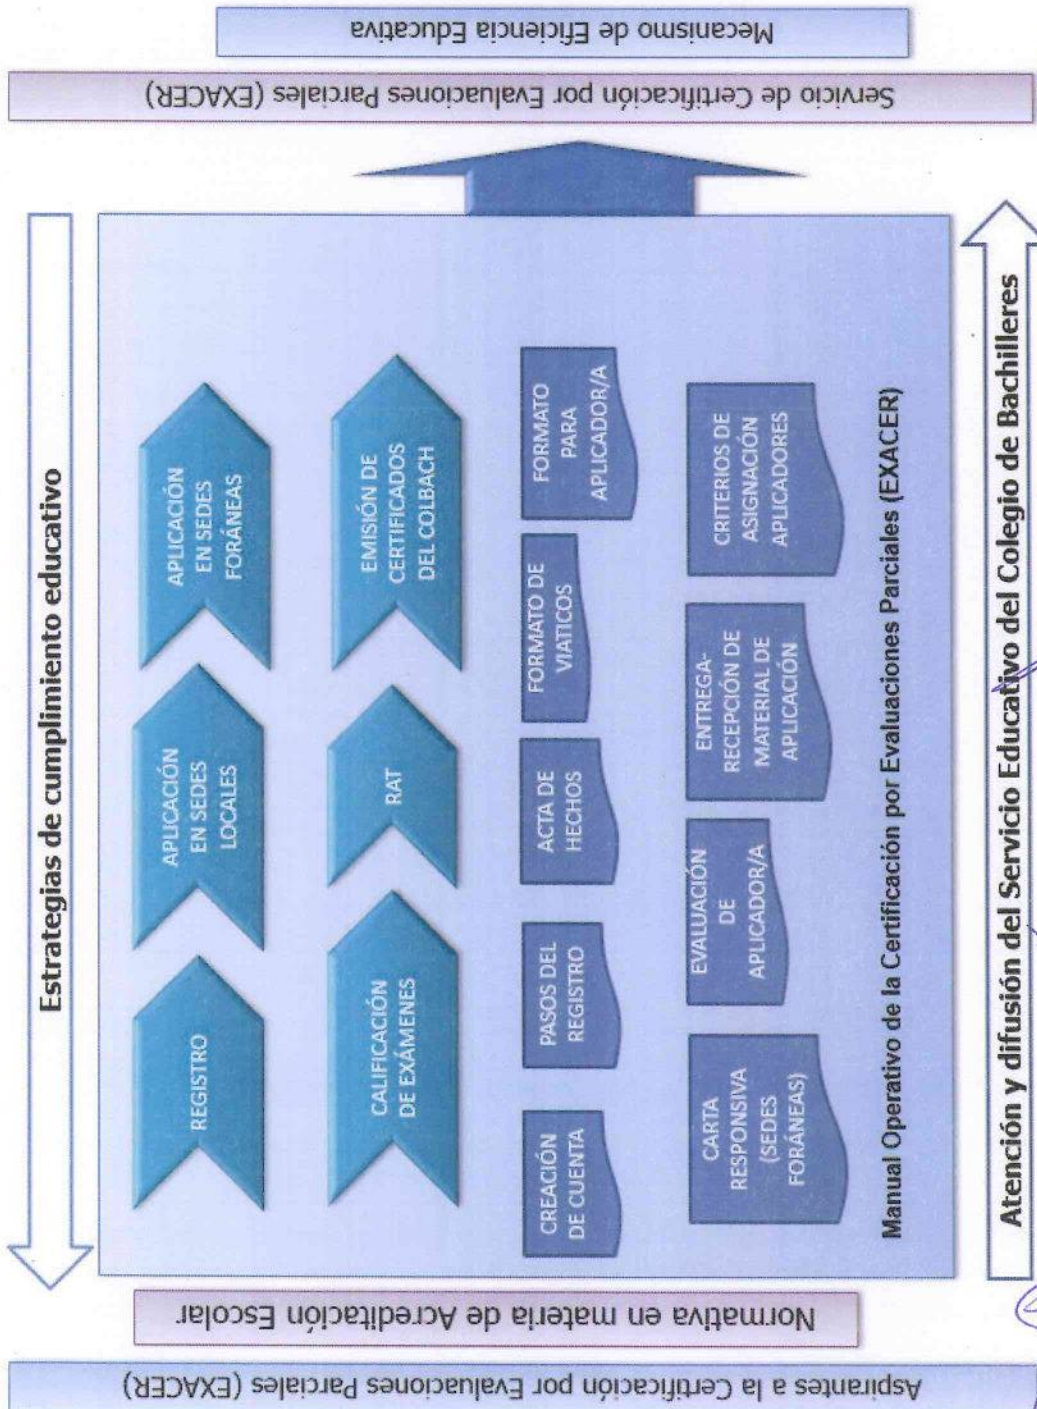 Estrategias de cumplimiento educativo
Aspirantes a la Certificación por Evaluaciones Parciales (EXACER)
Normativa en materia de Acreditación Escolar
REGISTRO
APLICACIÓN
EN SEDES
LOCALES
APLICACIÓN
EN SEDES
FORÁNEAS
CALIFICACIÓN
DE EXÁMENES
RAT
EMISIÓN DE
CERTIFICADOS
DEL COLBACH
CREACIÓN
DE CUENTA
PASOS DEL
REGISTRO
ACTA DE
HECHOS
FORMATO DE
VIATICOS
FORMATO
PARA
APLICADOR/A
CARTA
RESPONSIVA
(SEDES
FORÁNEAS)
EVALUACIÓN
DE
APLICADOR/A
ENTREGA-
RECEPCIÓN DE
MATERIAL DE
APLICACIÓN
CRITERIOS DE
ASIGNACIÓN
APLICADORES
Manual Operativo de la Certificación por Evaluaciones Parciales (EXACER)
Servicio de Certificación por Evaluaciones Parciales (EXACER)
Mecanismo de Eficiencia Educativa
Atención y difusión del Servicio Educativo del Colegio de Bachilleres